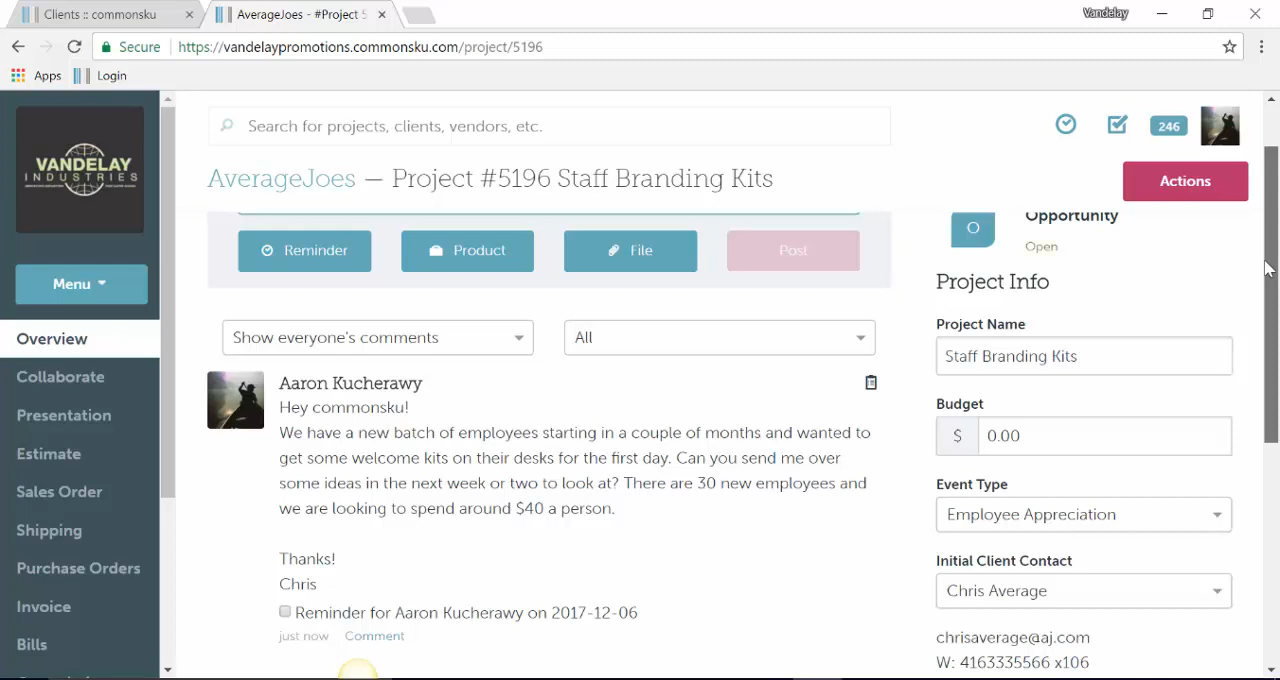 Clients :: commonsku
AverageJoes - #Project 5
Vandelay
Secure
https://vandelaypromotions.commonsku.com/project/5196
Apps
Login
VANDELAY
INDUSTRIES
Search for projects, clients, vendors, etc.
246
AverageJoes — Project #5196 Staff Branding Kits
Actions
Menu
Overview
Collaborate
Presentation
Estimate
Sales Order
Shipping
Purchase Orders
Invoice
Bills
Reminder
Product
File
Post
Show everyone's comments
All
Aaron Kucherawy
Hey commonsku!
We have a new batch of employees starting in a couple of months and wanted to
get some welcome kits on their desks for the first day. Can you send me over
some ideas in the next week or two to look at? There are 30 new employees and
we are looking to spend around $40 a person.
Thanks!
Chris
Reminder for Aaron Kucherawy on 2017-12-06
just now Comment
O
Opportunity
Open
Project Info
Project Name
Staff Branding Kits
Budget
$ 0.00
Event Type
Employee Appreciation
Initial Client Contact
Chris Average
chrisaverage@aj.com
W: 4163335566 x106